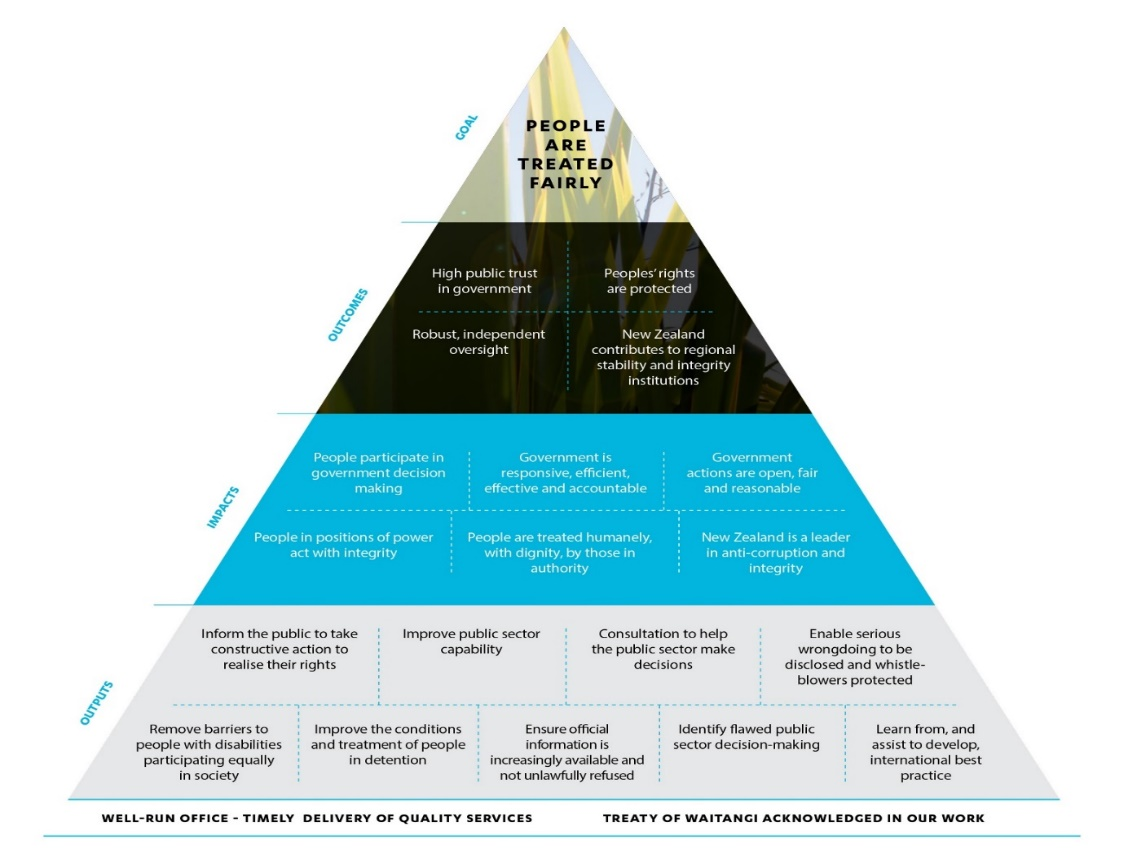 GOAL
PEOPLE
ARE
TREATED
FAIRLY
OUTCOMES
High public trust
in government
Peoples' rights
are protected
Robust, independent
oversight
New Zealand
contributes to regional
stability and integrity
institutions
IMPACTS
People participate in
government decision
making
Government is
responsive, efficient,
effective and accountable
Government
actions are open, fair
and reasonable
People in positions of power
act with integrity
People are treated humanely,
with dignity, by those in
authority
New Zealand is a leader
in anti-corruption and
integrity
OUTPUTS
Inform the public to take
constructive action to
realise their rights
Improve public sector
capability
Consultation to help
the public sector make
decisions
Enable serious
wrongdoing to be
disclosed and whistle-
blowers protected
Remove barriers to
people with disabilities
participating equally
in society
Improve the conditions
and treatment of people
in detention
Ensure official
information is
increasingly available and
not unlawfully refused
Identify flawed public
sector decision-making
Learn from, and
assist to develop,
international best
practice
WELL-RUN OFFICE - TIMELY DELIVERY OF QUALITY SERVICES
TREATY OF WAITANGI ACKNOWLEDGED IN OUR WORK